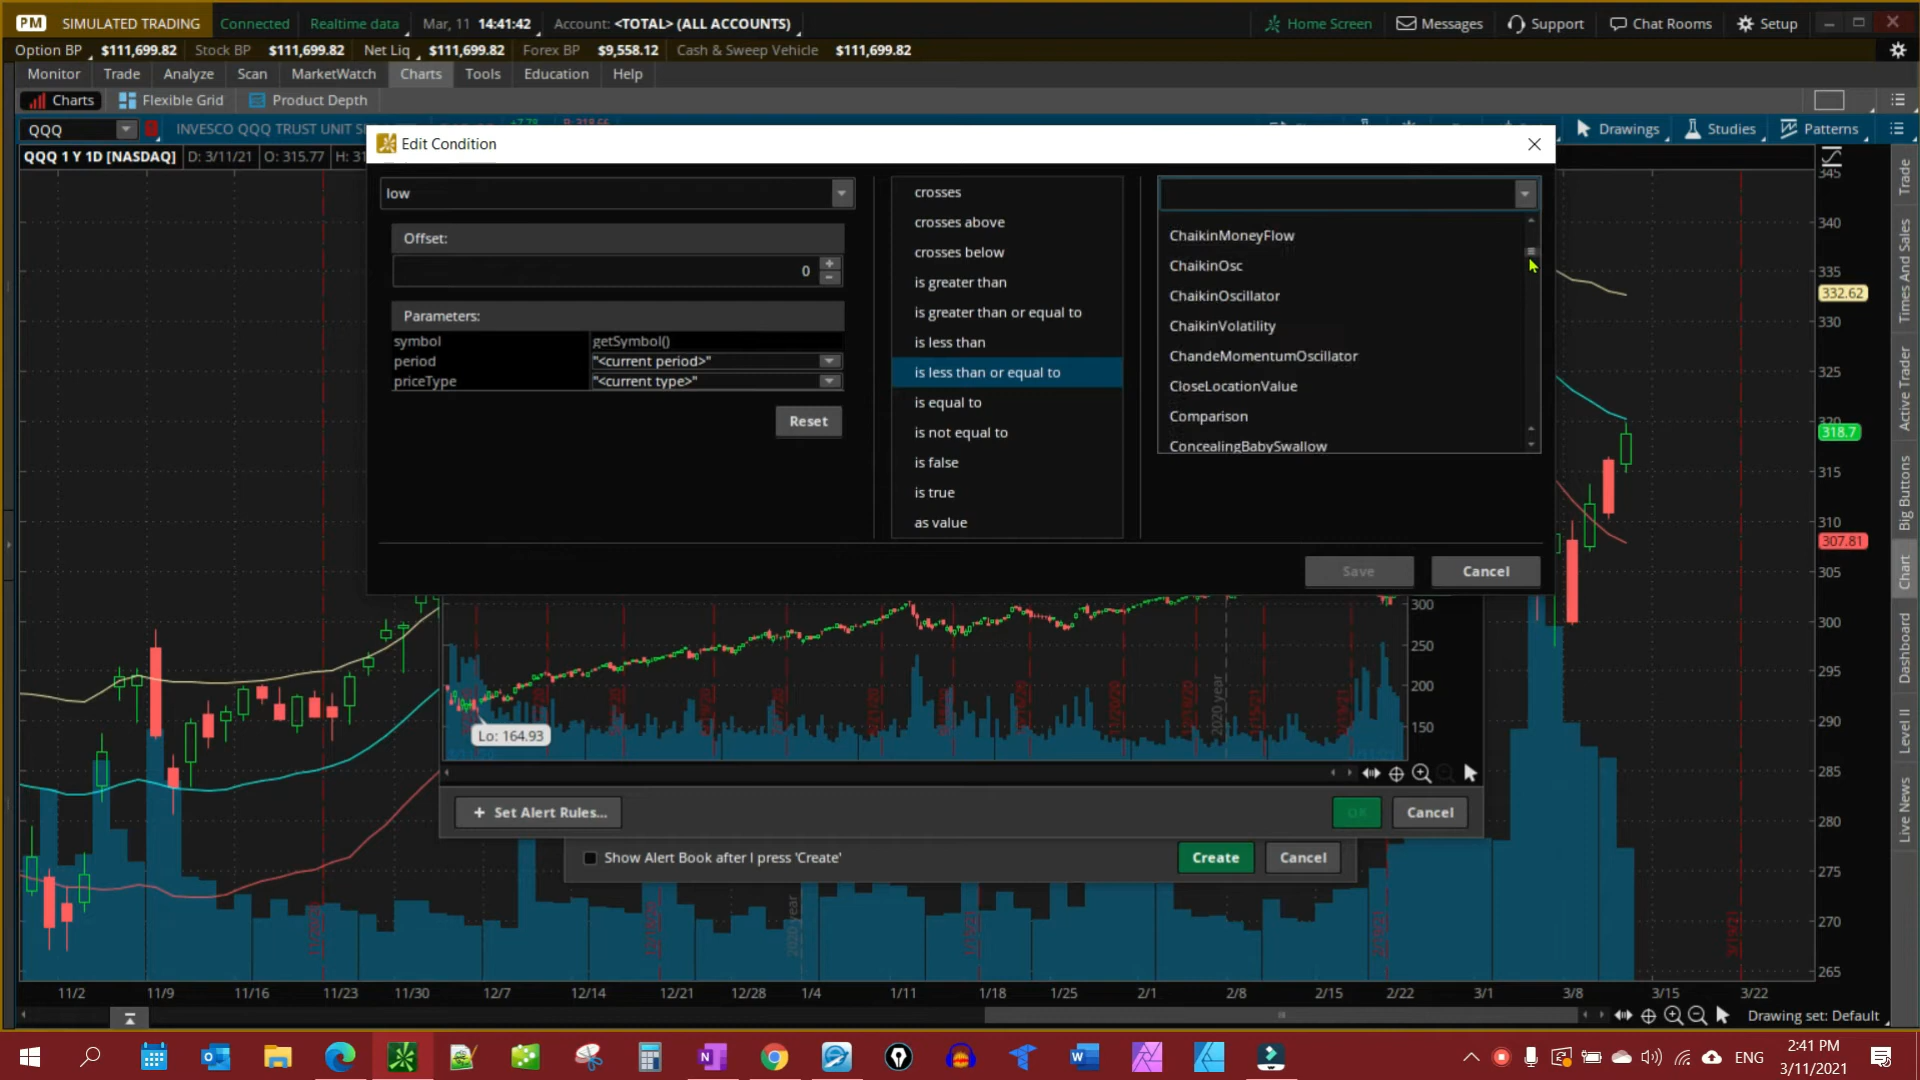 PM SIMULATED TRADING Connected Realtime data Mar, 11 14:41:42 Account: <TOTAL> (ALL ACCOUNTS) Home Screen Messages Support Chat Rooms Setup
Option BP $111,699.82 Stock BP $111,699.82 Net Liq $111,699.82 Forex BP $9,558.12 Cash & Sweep Vehicle $111,699.82
Monitor Trade Analyze Scan MarketWatch Charts Tools Education Help
Charts Flexible Grid Product Depth
QQQ INVESCO QQQ TRUST UNIT Drawings Studies Patterns
QQQ 1 Y 1D [NASDAQ] D: 3/11/21 O: 315.77
Edit Condition
low
Offset:
0
Parameters:
symbol getSymbol()
period "<current period>"
priceType "<current type>"
Reset
crosses
crosses above
crosses below
is greater than
is greater than or equal to
is less than
is less than or equal to
is equal to
is not equal to
is false
is true
as value
ChaikinMoneyFlow
ChaikinOsc
ChaikinOscillator
ChaikinVolatility
ChandeMomentumOscillator
CloseLocationValue
Comparison
ConcealingBabySwallow
Save Cancel
300
250
200
150
Lo: 164.93
2020 year
+ Set Alert Rules... OK Cancel
Show Alert Book after I press 'Create' Create Cancel
2020 year
345
340
335
332.62
330
325
320
318.7
315
310
307.81
305
300
295
290
285
280
275
270
265
3/19/21
11/2 11/9 11/16 11/23 11/30 12/7 12/14 12/21 12/28 1/4 1/11 1/18 1/25 2/1 2/8 2/15 2/22 3/1 3/8 3/15 3/22
Drawing set: Default
Trade
Times And Sales
Active Trader
Big Buttons
Chart
Dashboard
Level II
Live News
ENG
2:41 PM
3/11/2021